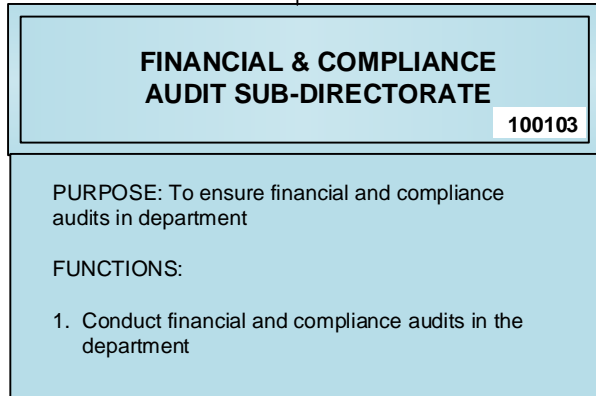 FINANCIAL & COMPLIANCE
AUDIT SUB-DIRECTORATE
100103
PURPOSE: To ensure financial and compliance
audits in department
FUNCTIONS:
1. Conduct financial and compliance audits in the
department